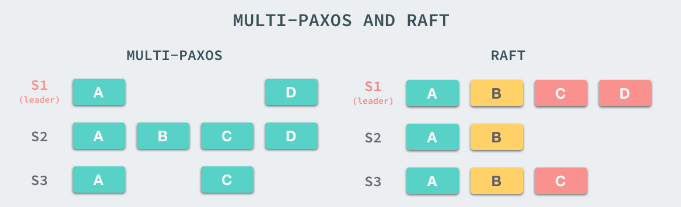 MULTI-PAXOS AND RAFT
MULTI-PAXOS
S1 A D
(leader)
S2 A B C D
S3 A C
RAFT
S1 A B C D
(leader)
S2 A B
S3 A B C